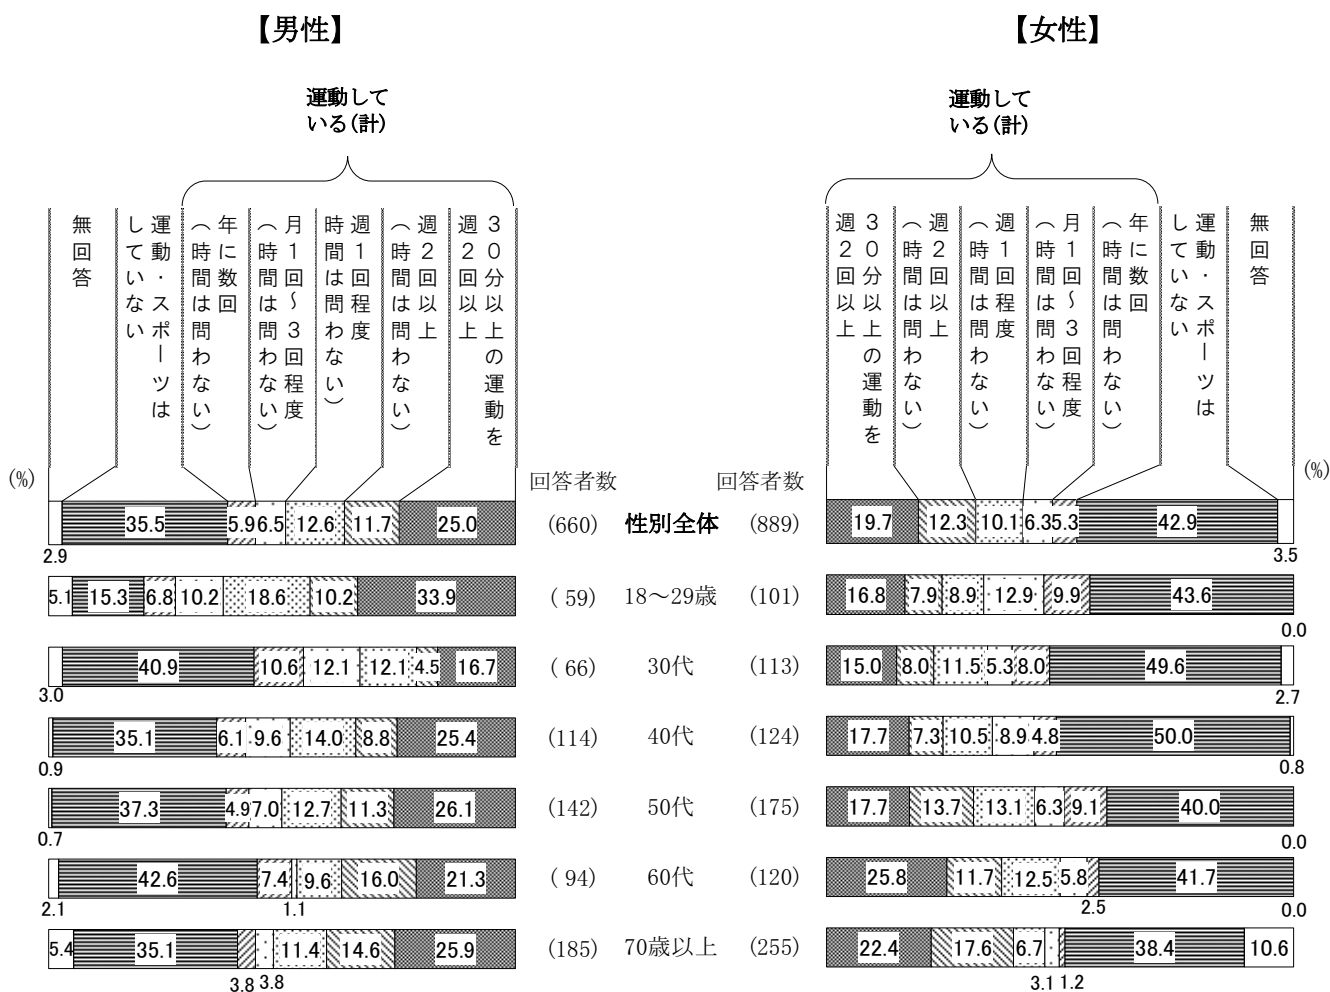 【男性】
【女性】
運動して
いる(計)
運動して
いる(計)
無回答
運動・スポーツは
していない
年に数回
（時間は問わない）
月１回～３回程度
（時間は問わない）
週１回程度
時間は問わない）
週２回以上
（時間は問わない）
３０分以上の運動を
週２回以上
３０分以上の運動を
週２回以上
週２回以上
（時間は問わない）
週１回程度
（時間は問わない）
月１回～３回程度
（時間は問わない）
年に数回
（時間は問わない）
運動・スポーツは
していない
無回答
(%) 回答者数 回答者数 (%)
35.5 5.9 6.5 12.6 11.7 25.0 (660) 性別全体 (889) 19.7 12.3 10.1 6.3 5.3 42.9
2.9 3.5
5.1 15.3 6.8 10.2 18.6 10.2 33.9 ( 59) 18～29歳 (101) 16.8 7.9 8.9 12.9 9.9 43.6
0.0
40.9 10.6 12.1 12.1 4.5 16.7 ( 66) 30代 (113) 15.0 8.0 11.5 5.3 8.0 49.6
3.0 2.7
35.1 6.1 9.6 14.0 8.8 25.4 (114) 40代 (124) 17.7 7.3 10.5 8.9 4.8 50.0
0.9 0.8
37.3 4.9 7.0 12.7 11.3 26.1 (142) 50代 (175) 17.7 13.7 13.1 6.3 9.1 40.0
0.7 0.0
42.6 7.4 9.6 16.0 21.3 ( 94) 60代 (120) 25.8 11.7 12.5 5.8 41.7
2.1 1.1 2.5 0.0
5.4 35.1 11.4 14.6 25.9 (185) 70歳以上 (255) 22.4 17.6 6.7 38.4 10.6
3.8 3.8 3.1 1.2